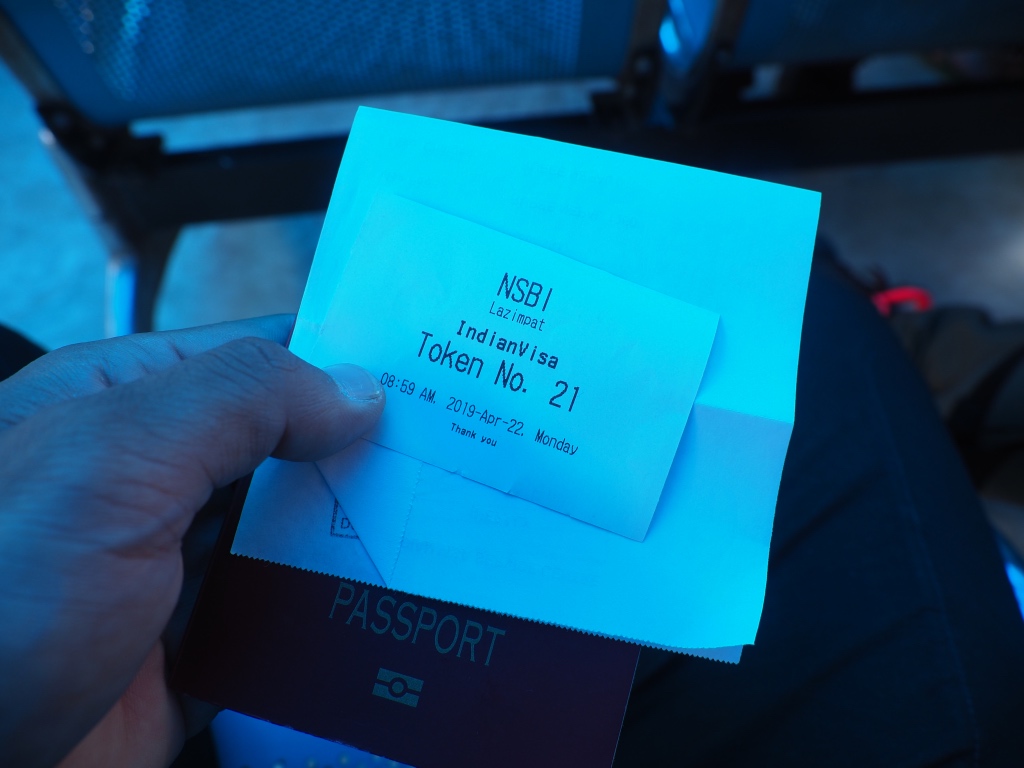 NSBI
Lazimpat
IndianVisa
Token No. 21
08:59 AM, 2019-Apr-22, Monday
Thank you
PASSPORT